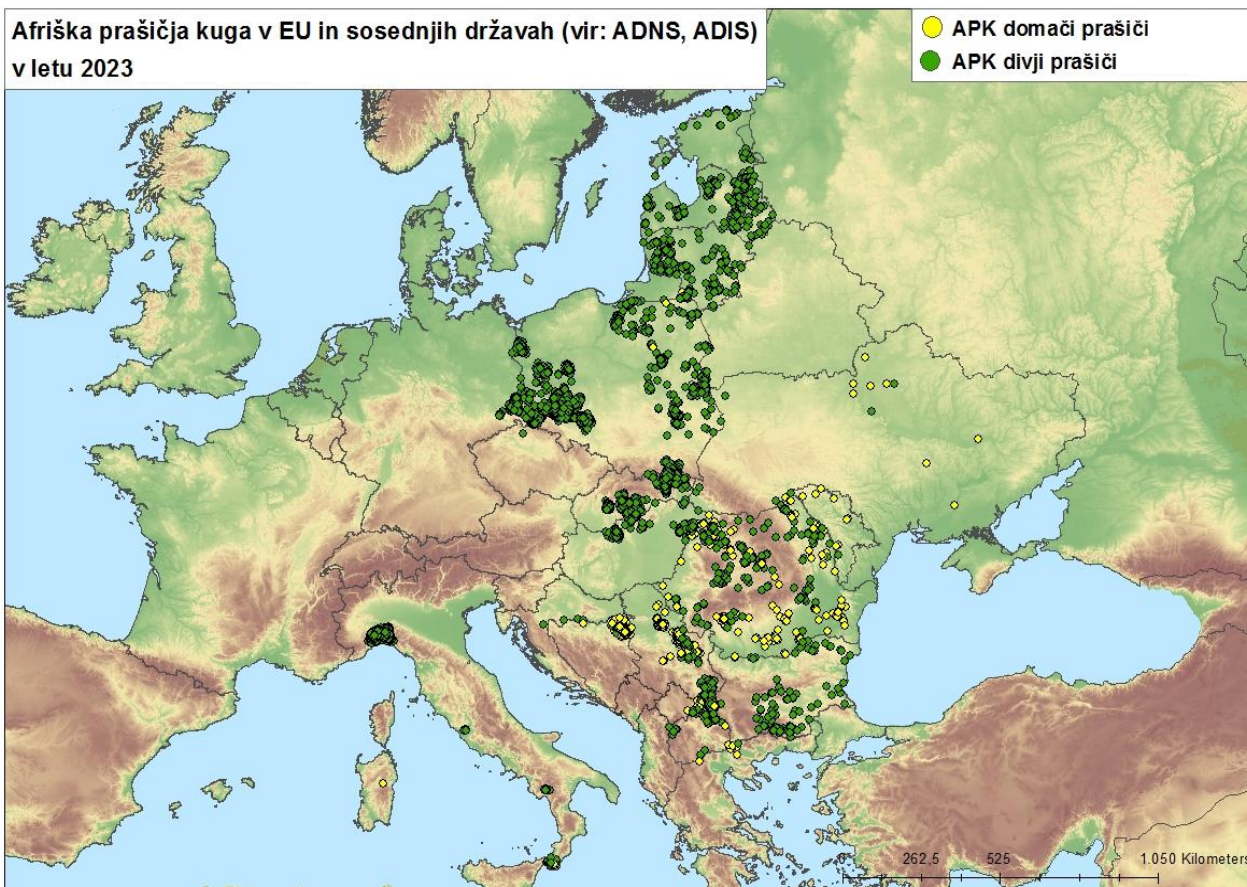 Afriška prašičja kuga v EU in sosednjih državah (vir: ADNS, ADIS)
v letu 2023
APK domači prašiči
APK divji prašiči
0 262,5 525 1.050 Kilometers